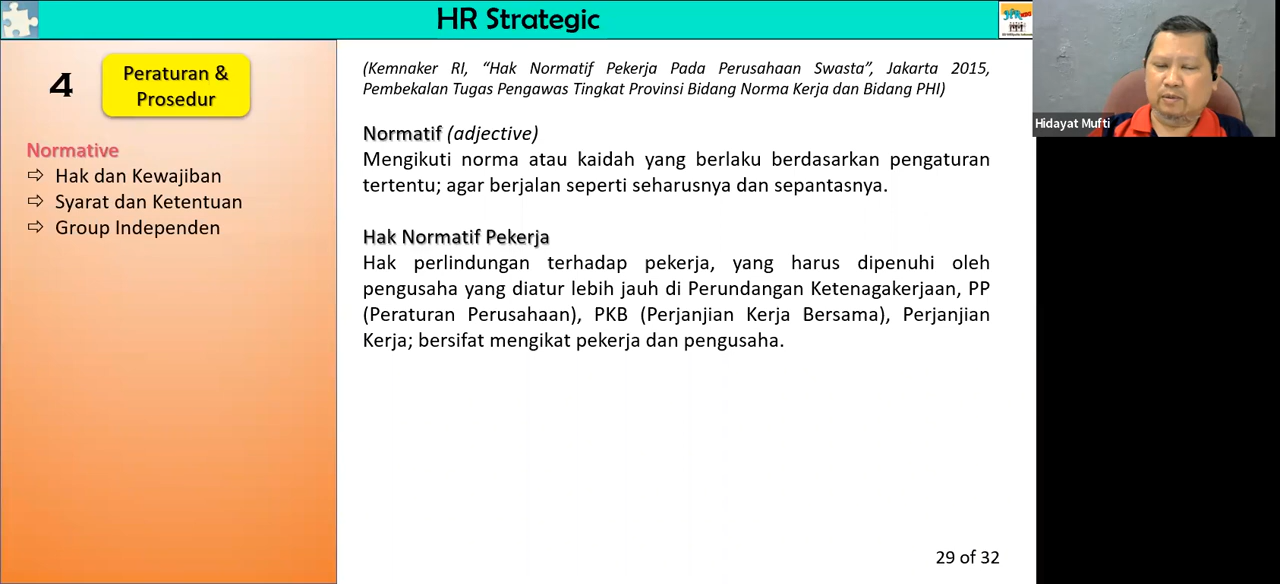 HR Strategic
4
Peraturan &
Prosedur
Normative
⇨ Hak dan Kewajiban
⇨ Syarat dan Ketentuan
⇨ Group Independen
(Kemnaker RI, “Hak Normatif Pekerja Pada Perusahaan Swasta”, Jakarta 2015,
Pembekalan Tugas Pengawas Tingkat Provinsi Bidang Norma Kerja dan Bidang PHI)
Normatif (adjective)
Mengikuti norma atau kaidah yang berlaku berdasarkan pengaturan
tertentu; agar berjalan seperti seharusnya dan sepantasnya.
Hak Normatif Pekerja
Hak perlindungan terhadap pekerja, yang harus dipenuhi oleh
pengusaha yang diatur lebih jauh di Perundangan Ketenagakerjaan, PP
(Peraturan Perusahaan), PKB (Perjanjian Kerja Bersama), Perjanjian
Kerja; bersifat mengikat pekerja dan pengusaha.
29 of 32
Hidayat Mufti